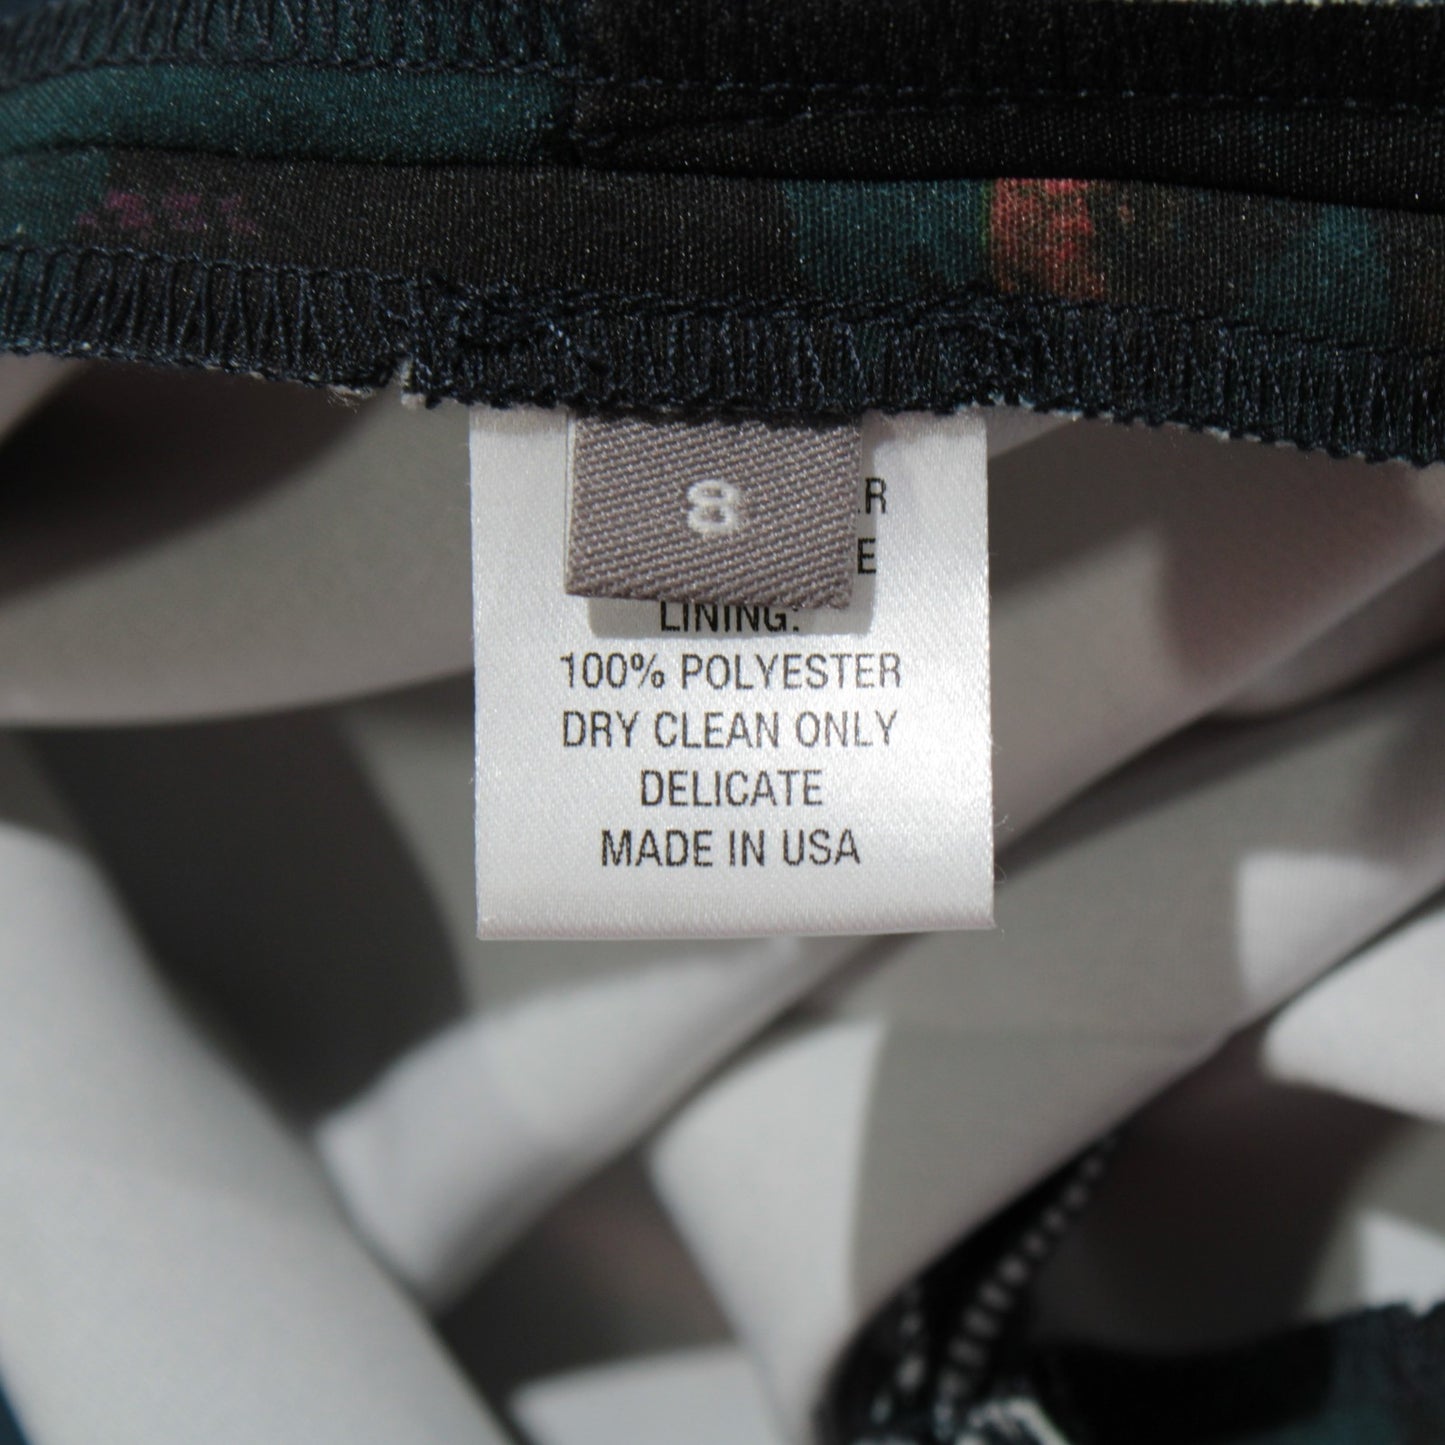 8
LINING:
100% POLYESTER
DRY CLEAN ONLY
DELICATE
MADE IN USA